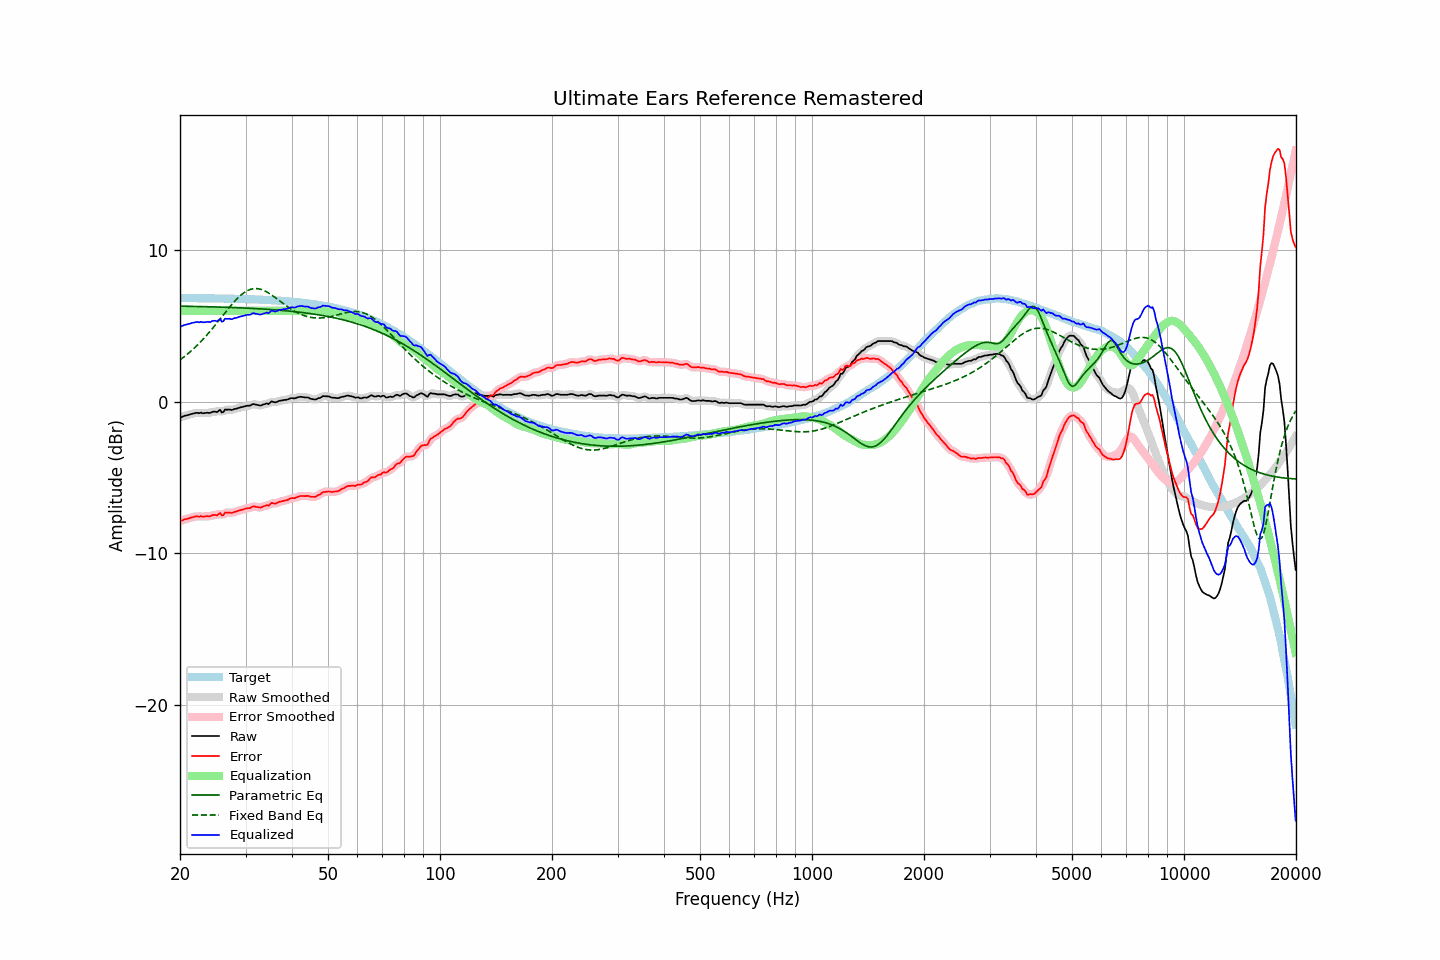 Ultimate Ears Reference Remastered
Amplitude (dBr)
10
0
−10
−20
Target
Raw Smoothed
Error Smoothed
Raw
Error
Equalization
Parametric Eq
Fixed Band Eq
Equalized
20 50 100 200 500 1000 2000 5000 10000 20000
Frequency (Hz)